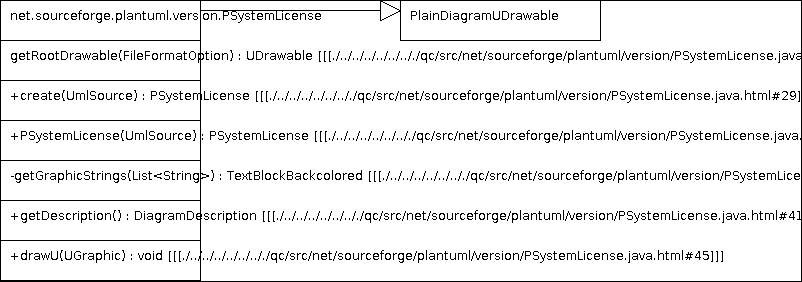 net.sourceforge.plantuml.version.PSystemLicense
PlainDiagramUDrawable
getRootDrawable(FileFormatOption) : UDrawable [[[./../../../../../../../qc/src/net/sourceforge/plantuml/version/PSystemLicense.java
+create(UmlSource) : PSystemLicense [[[./../../../../../../../qc/src/net/sourceforge/plantuml/version/PSystemLicense.java.html#29]
+PSystemLicense(UmlSource) : PSystemLicense [[[./../../../../../../../qc/src/net/sourceforge/plantuml/version/PSystemLicense.java.
-getGraphicStrings(List<String>) : TextBlockBackcolored [[[./../../../../../../../qc/src/net/sourceforge/plantuml/version/PSystemLice
+getDescription() : DiagramDescription [[[./../../../../../../../qc/src/net/sourceforge/plantuml/version/PSystemLicense.java.html#41
+drawU(UGraphic) : void [[[./../../../../../../../qc/src/net/sourceforge/plantuml/version/PSystemLicense.java.html#45]]]